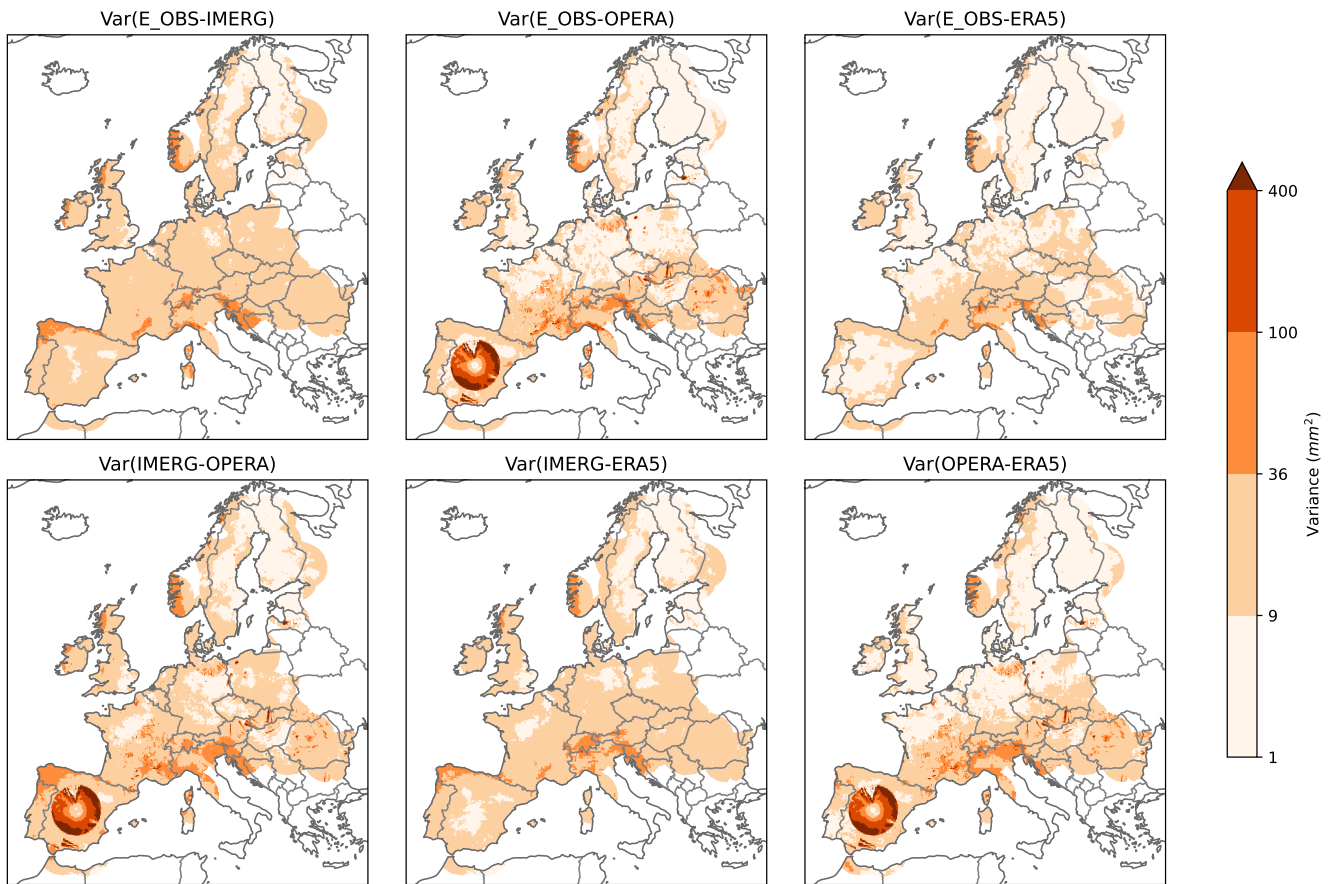 Var(E_OBS-IMERG)
Var(E_OBS-OPERA)
Var(E_OBS-ERA5)
Var(IMERG-OPERA)
Var(IMERG-ERA5)
Var(OPERA-ERA5)
400
100
36
9
1
Variance (mm²)